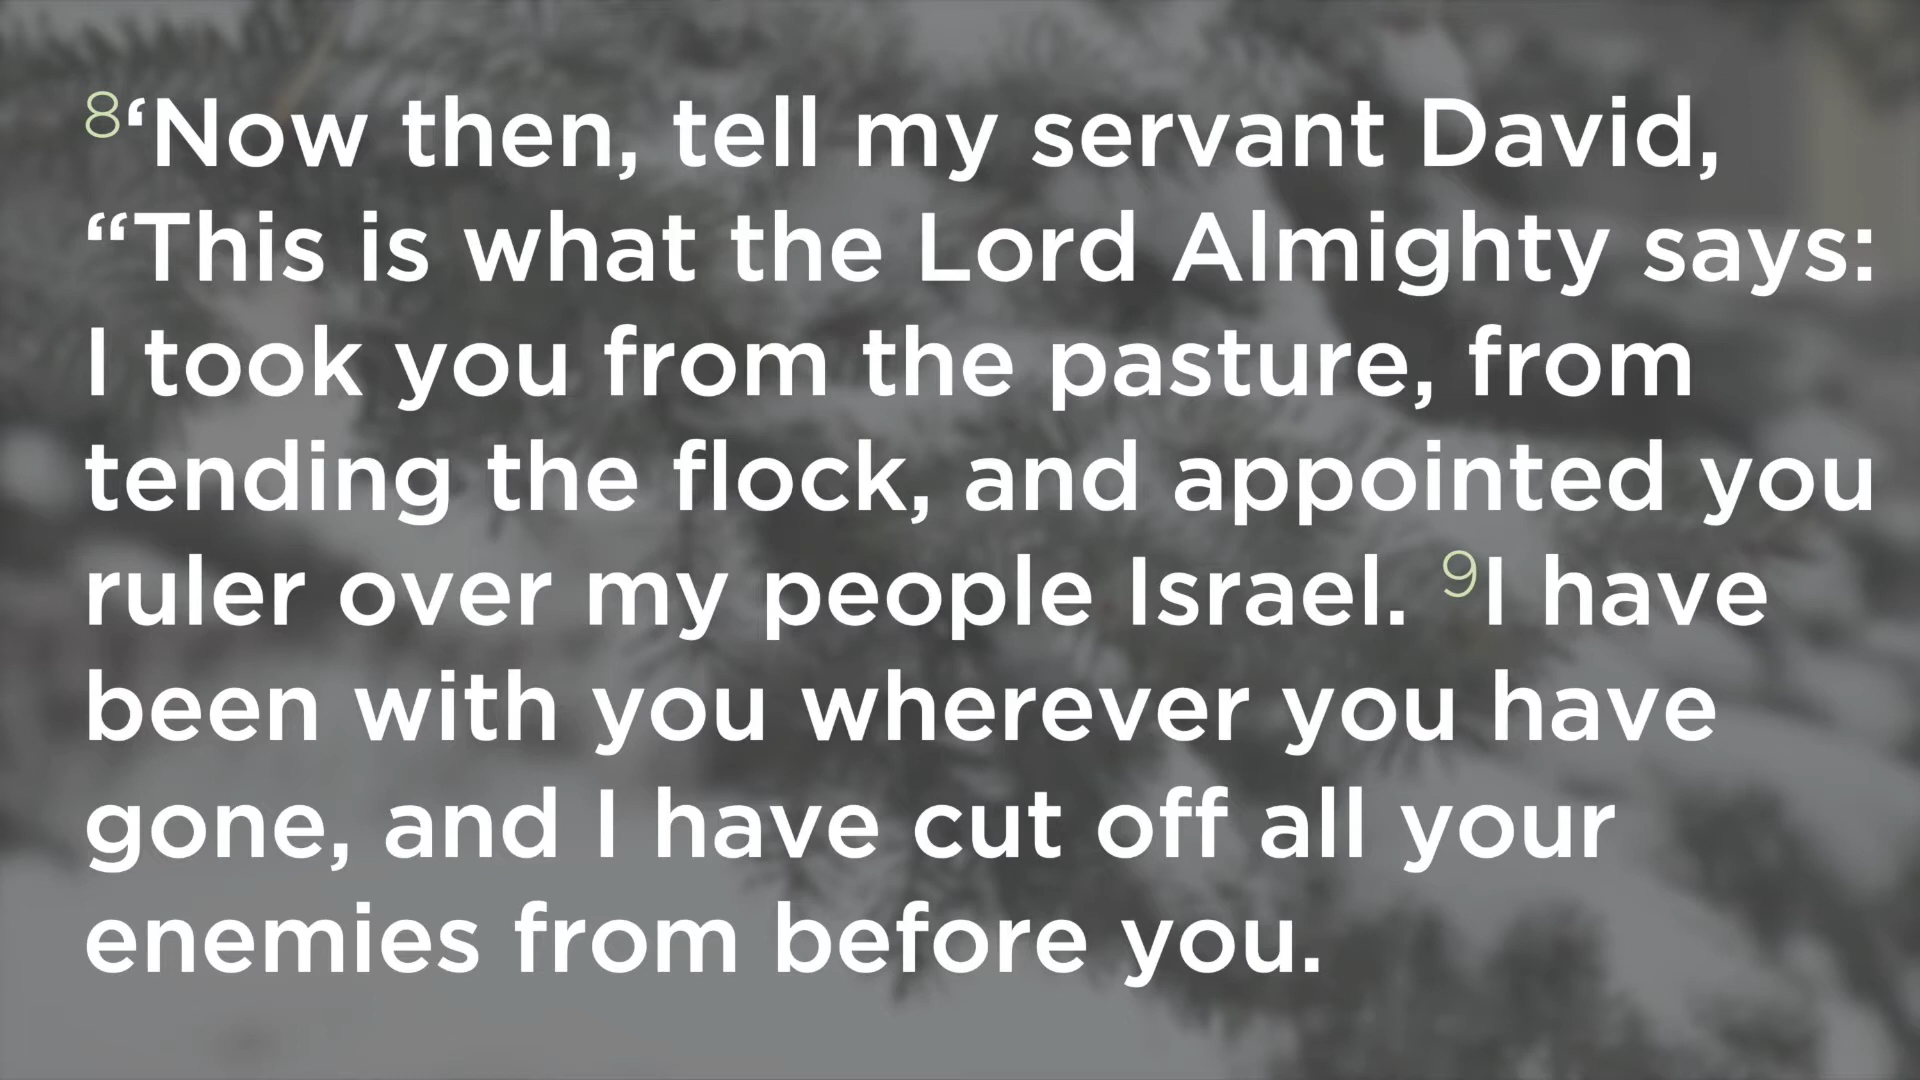 8‘Now then, tell my servant David,
“This is what the Lord Almighty says:
I took you from the pasture, from
tending the flock, and appointed you
ruler over my people Israel. 9I have
been with you wherever you have
gone, and I have cut off all your
enemies from before you.